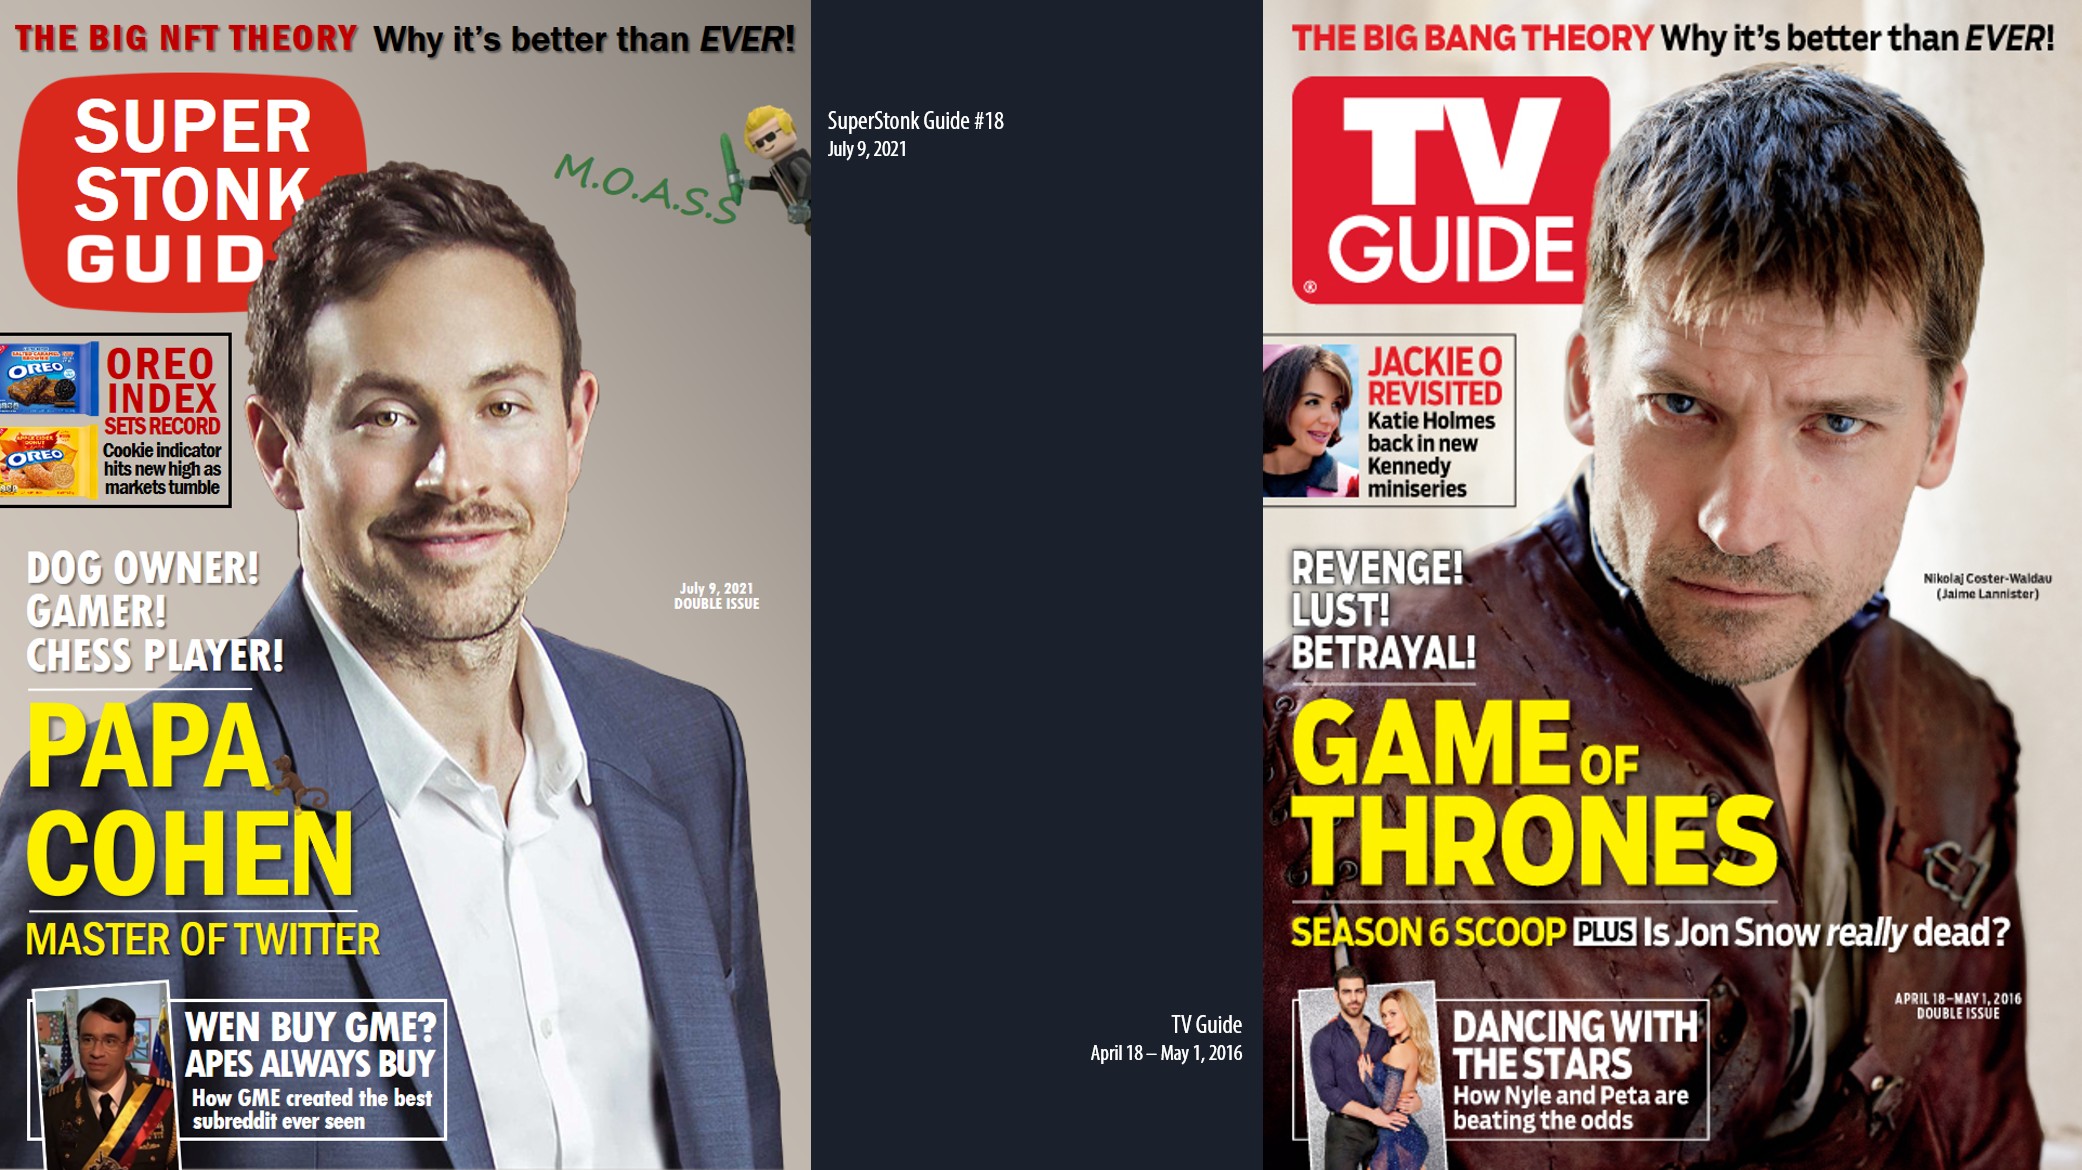 THE BIG NFT THEORY Why it's better than EVER!
SUPER
STONK
GUID
M.O.A.S.S
OREO
OREO
OREO
INDEX
SETS RECORD
Cookie indicator
hits new high as
markets tumble
DOG OWNER!
GAMER!
CHESS PLAYER!
July 9, 2021
DOUBLE ISSUE
PAPA
COHEN
MASTER OF TWITTER
WEN BUY GME?
APES ALWAYS BUY
How GME created the best
subreddit ever seen
SuperStonk Guide #18
July 9, 2021
TV Guide
April 18 – May 1, 2016
THE BIG BANG THEORY Why it's better than EVER!
TV
GUIDE
®
JACKIE O
REVISITED
Katie Holmes
back in new
Kennedy
miniseries
Nikolaj Coster-Waldau
(Jaime Lannister)
REVENGE!
LUST!
BETRAYAL!
GAME OF
THRONES
SEASON 6 SCOOP PLUS Is Jon Snow really dead?
APRIL 18–MAY 1, 2016
DOUBLE ISSUE
DANCING WITH
THE STARS
How Nyle and Peta are
beating the odds